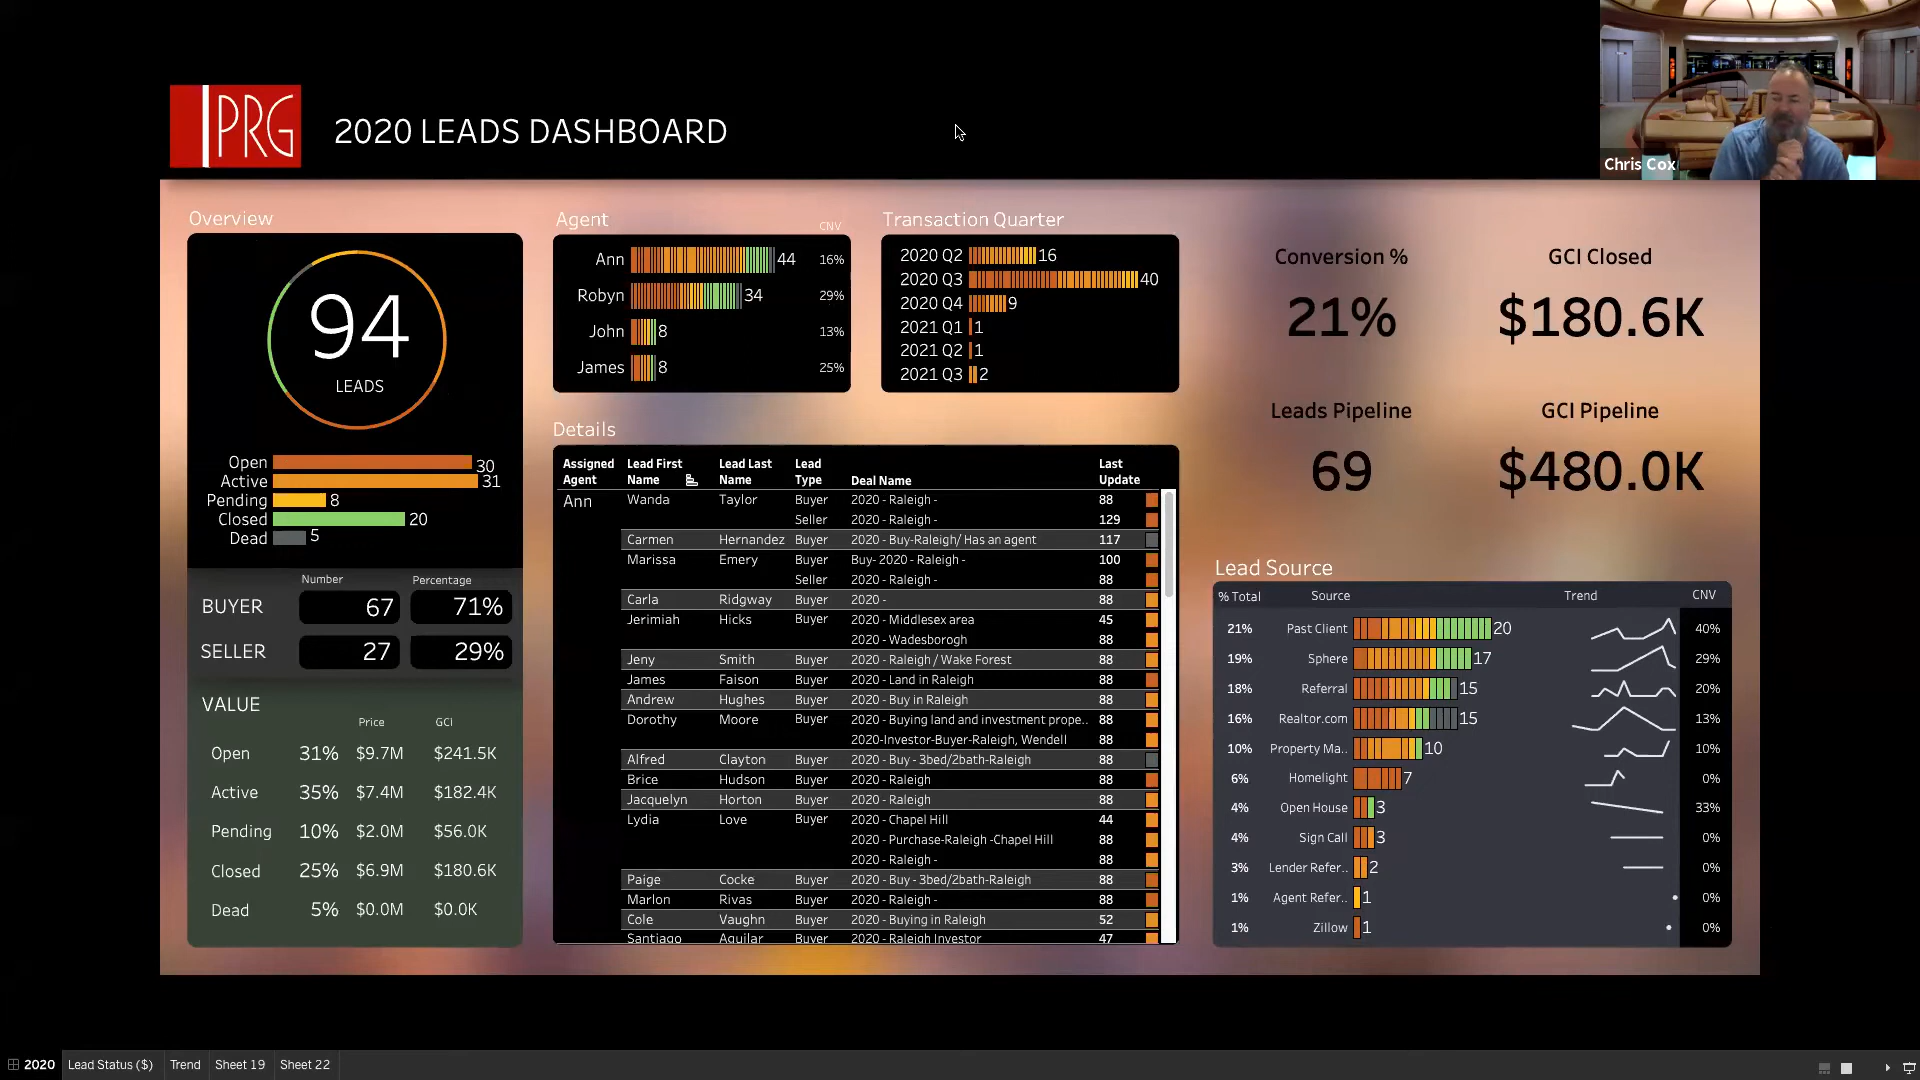 PRG
2020 LEADS DASHBOARD
Chris Cox
Overview
94
LEADS
Open 30
Active 31
Pending 8
Closed 20
Dead 5
Number Percentage
BUYER 67 71%
SELLER 27 29%
VALUE
Price GCI
Open 31% $9.7M $241.5K
Active 35% $7.4M $182.4K
Pending 10% $2.0M $56.0K
Closed 25% $6.9M $180.6K
Dead 5% $0.0M $0.0K
Agent CNV
Ann 44 16%
Robyn 34 29%
John 8 13%
James 8 25%
Transaction Quarter
2020 Q2 16
2020 Q3 40
2020 Q4 9
2021 Q1 1
2021 Q2 1
2021 Q3 2
Details
Assigned Agent Lead First Name Lead Last Name Lead Type Deal Name Last Update
Ann Wanda Taylor Buyer 2020 - Raleigh - 88
Seller 2020 - Raleigh - 129
Carmen Hernandez Buyer 2020 - Buy-Raleigh/ Has an agent 117
Marissa Emery Buyer Buy- 2020 - Raleigh - 100
Seller 2020 - Raleigh - 88
Carla Ridgway Buyer 2020 - 88
Jerimiah Hicks Buyer 2020 - Middlesex area 45
2020 - Wadesborogh 88
Jeny Smith Buyer 2020 - Raleigh / Wake Forest 88
James Faison Buyer 2020 - Land in Raleigh 88
Andrew Hughes Buyer 2020 - Buy in Raleigh 88
Dorothy Moore Buyer 2020 - Buying land and investment prope.. 88
2020-Investor-Buyer-Raleigh, Wendell 88
Alfred Clayton Buyer 2020 - Buy - 3bed/2bath-Raleigh 88
Brice Hudson Buyer 2020 - Raleigh 88
Jacquelyn Horton Buyer 2020 - Raleigh 88
Lydia Love Buyer 2020 - Chapel Hill 44
2020 - Purchase-Raleigh -Chapel Hill 88
2020 - Raleigh - 88
Paige Cocke Buyer 2020 - Buy - 3bed/2bath-Raleigh 88
Marlon Rivas Buyer 2020 - Raleigh - 88
Cole Vaughn Buyer 2020 - Buying in Raleigh 52
Santiago Aguilar Buyer 2020 - Raleigh Investor 47
Conversion % GCI Closed
21% $180.6K
Leads Pipeline GCI Pipeline
69 $480.0K
Lead Source
% Total Source Trend CNV
21% Past Client 20 40%
19% Sphere 17 29%
18% Referral 15 20%
16% Realtor.com 15 13%
10% Property Ma.. 10 10%
6% Homelight 7 0%
4% Open House 3 33%
4% Sign Call 3 0%
3% Lender Refer.. 2 0%
1% Agent Refer.. 1 0%
1% Zillow 1 0%
2020 Lead Status ($) Trend Sheet 19 Sheet 22